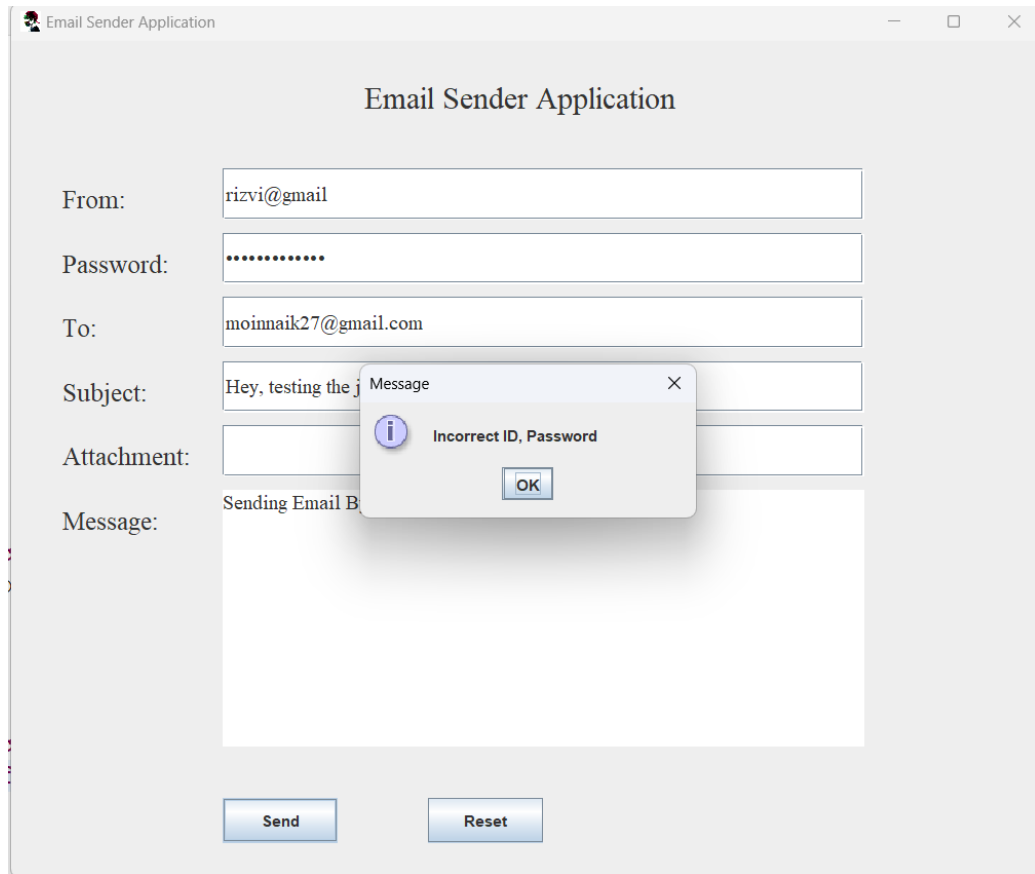 Email Sender Application
Email Sender Application
From:
rizvi@gmail
Password:
•••••••••••••
To:
moinnaik27@gmail.com
Subject:
Hey, testing the j
Message
Incorrect ID, Password
OK
Attachment:
Message:
Sending Email B
Send
Reset